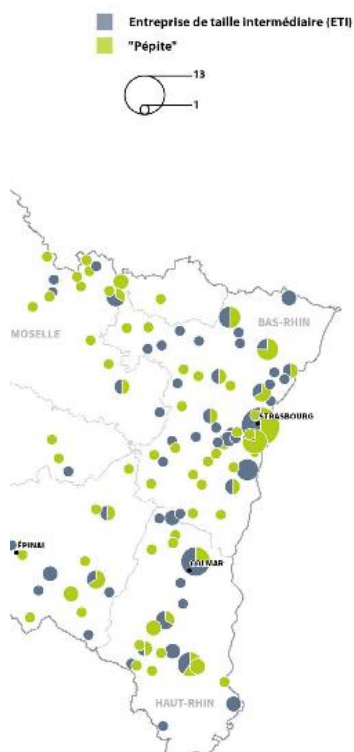 Entreprise de taille intermédiaire (ETI)
"Pépite"
13
1
MOSELLE
BAS-RHIN
STRASBOURG
ÉPINAL
COLMAR
HAUT-RHIN